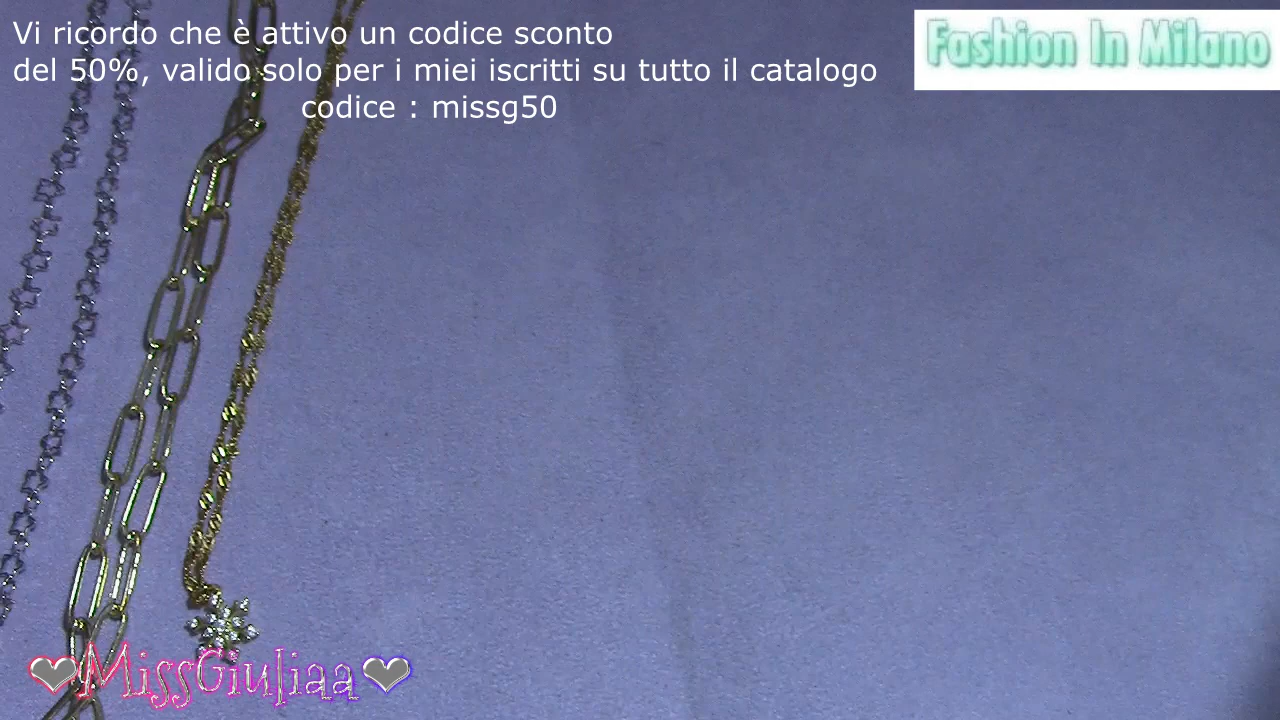 Vi ricordo che è attivo un codice sconto
del 50%, valido solo per i miei iscritti su tutto il catalogo
codice : missg50
Fashion In Milano
❤MissGiuliaa❤